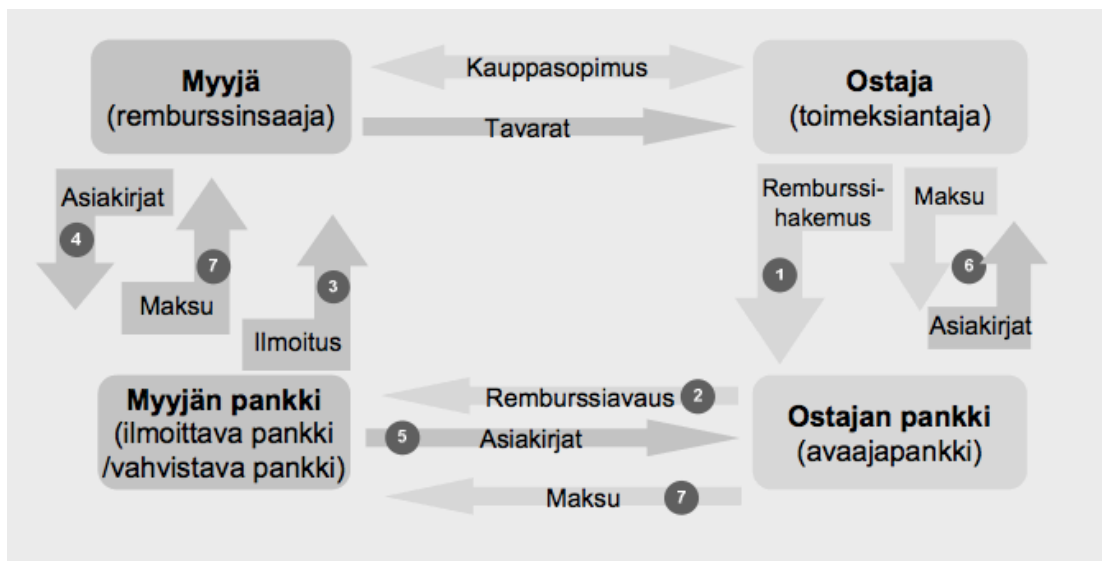 Myyjä
(remburssinsaaja)
Kauppasopimus
Tavarat
Ostaja
(toimeksiantaja)
Asiakirjat
4
7
Maksu
3
Ilmoitus
Remburssi-
hakemus
1
Maksu
6
Asiakirjat
Myyjän pankki
(ilmoittava pankki
/vahvistava pankki)
Remburssiavaus 2
5 Asiakirjat
Maksu 7
Ostajan pankki
(avaajapankki)